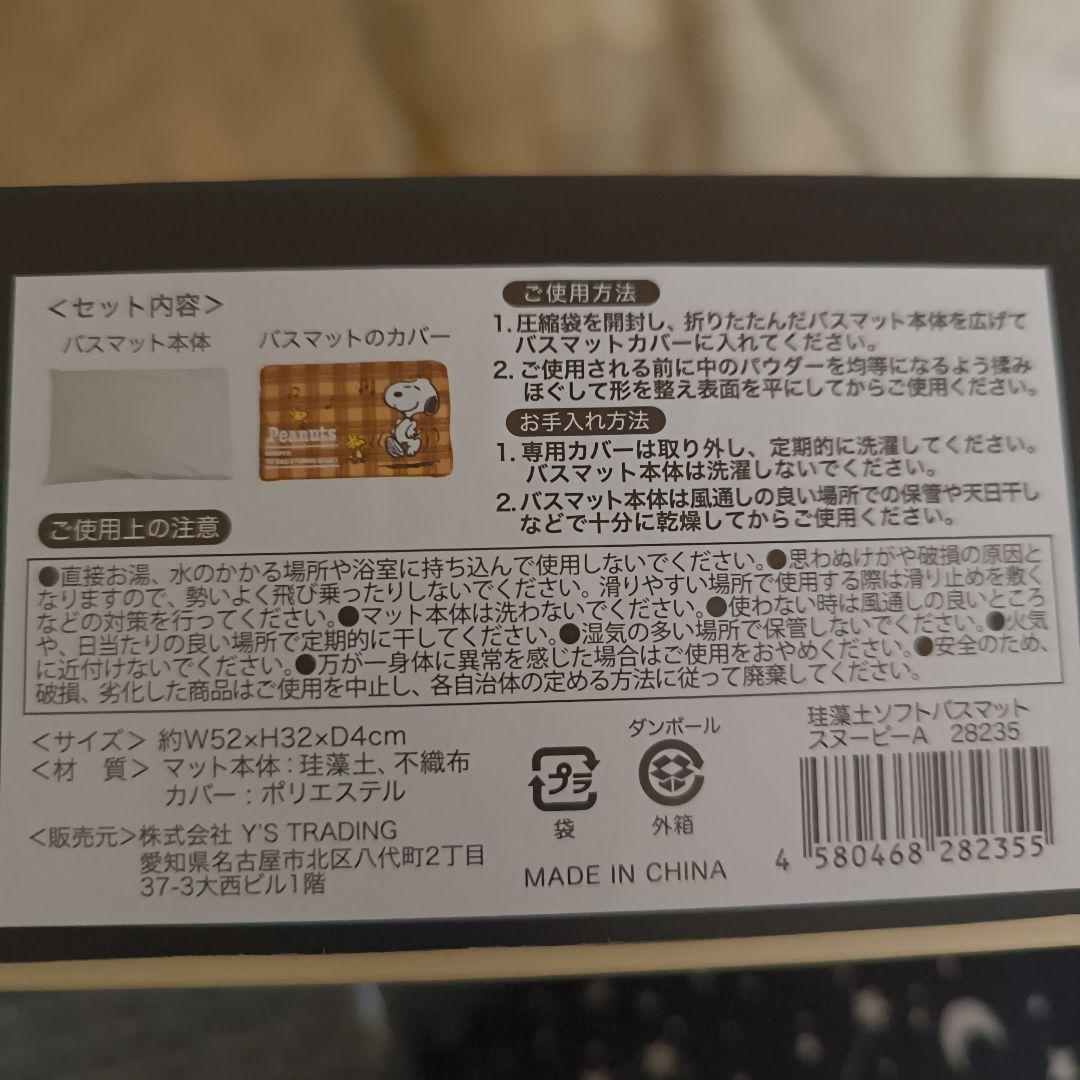 ＜セット内容＞
バスマット本体
バスマットのカバー
Peanuts
ご使用方法
1. 圧縮袋を開封し、折りたたんだバスマット本体を広げて
バスマットカバーに入れてください。
2. ご使用される前に中のパウダーを均等になるよう揉み
ほぐして形を整え表面を平にしてからご使用ください。
お手入れ方法
1. 専用カバーは取り外し、定期的に洗濯してください。
バスマット本体は洗濯しないでください。
2. バスマット本体は風通しの良い場所での保管や天日干し
などで十分に乾燥してからご使用ください。
ご使用上の注意
●直接お湯、水のかかる場所や浴室に持ち込んで使用しないでください。●思わぬけがや破損の原因と
なりますので、勢いよく飛び乗ったりしないでください。滑りやすい場所で使用する際は滑り止めを敷く
などの対策を行ってください。●マット本体は洗わないでください。●使わない時は風通しの良いところ
や、日当たりの良い場所で定期的に干してください。●湿気の多い場所で保管しないでください。●火気
に近付けないでください。●万が一身体に異常を感じた場合はご使用をおやめください。●安全のため、
破損、劣化した商品はご使用を中止し、各自治体の定める方法に従って廃棄してください。
＜サイズ＞ 約W52×H32×D4cm
＜材　質＞ マット本体：珪藻土、不織布
カバー：ポリエステル
＜販売元＞株式会社 Y'S TRADING
愛知県名古屋市北区八代町2丁目
37-3大西ビル1階
プラ
袋
ダンボール
外箱
MADE IN CHINA
珪藻土ソフトバスマット
スヌーピーA 28235
4 580468 282355